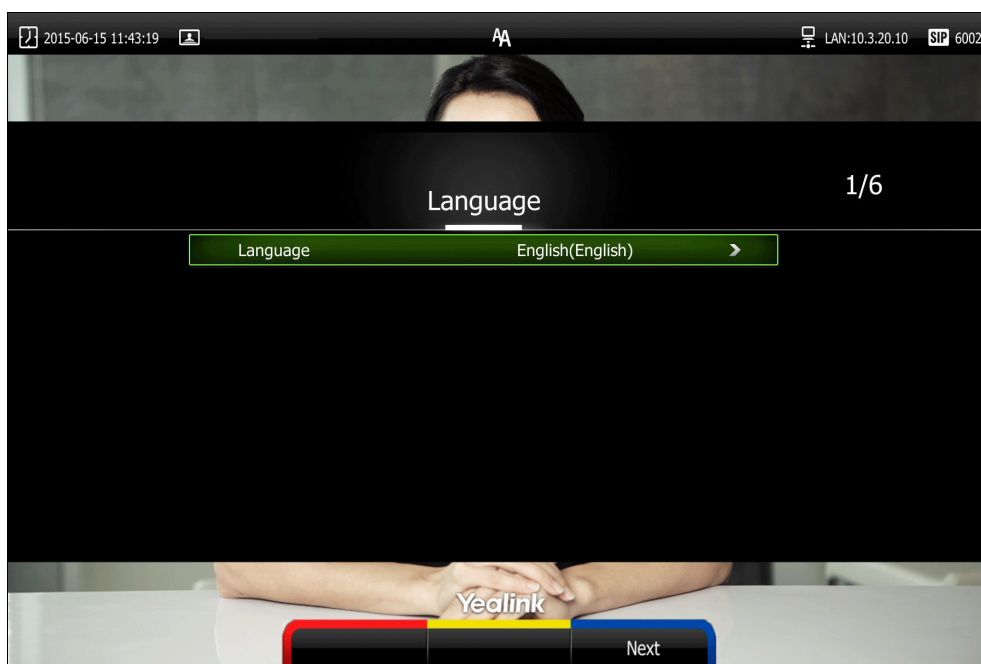 2015-06-15 11:43:19 AA LAN:10.3.20.10 SIP 6002
1/6
Language
Language English(English)
Yealink
Next